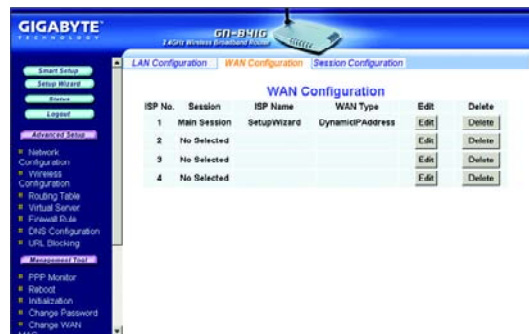 GIGABYTE
TECHNOLOGY
GN-B41G
2.4GHz Wireless Broadband Router
Smart Setup
Setup Wizard
Status
Logout
Advanced Setup
Network Configuration
Wireless Configuration
Routing Table
Virtual Server
Firewall Rule
DNS Configuration
URL Blocking
Management Tool
PPP Monitor
Reboot
Initialization
Change Password
Change WAN
MAC
LAN Configuration WAN Configuration Session Configuration
WAN Configuration
ISP No. Session ISP Name WAN Type Edit Delete
1 Main Session SetupWizard DynamicIPAddress Edit Delete
2 No Selected Edit Delete
3 No Selected Edit Delete
4 No Selected Edit Delete